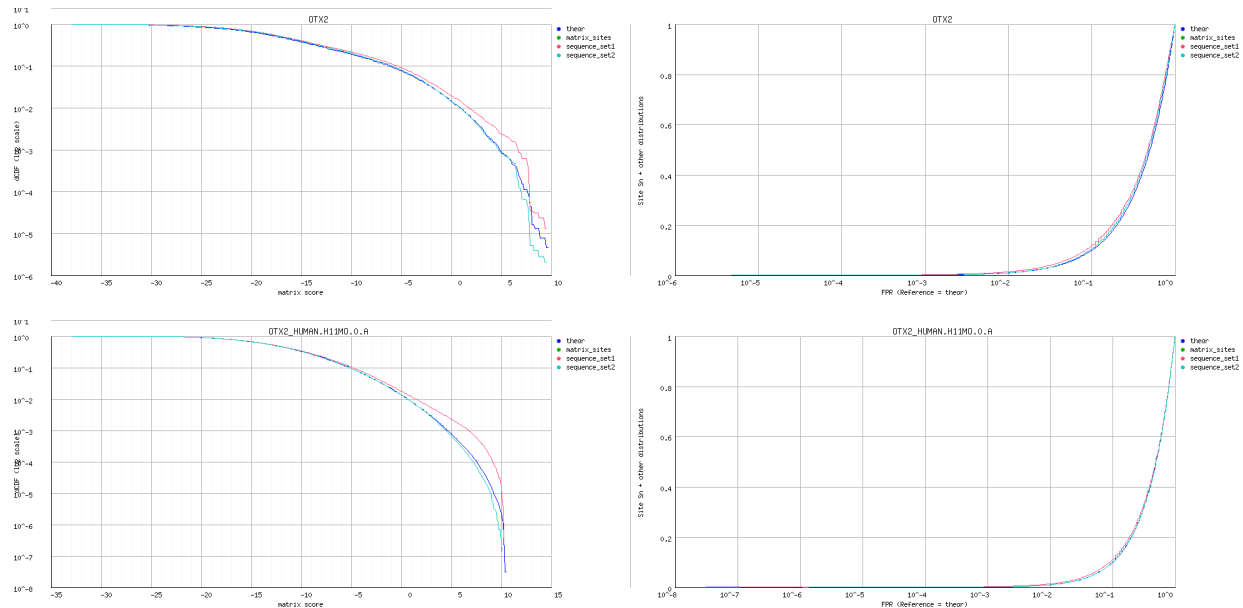 OTX2
10^1
10^0
10^-1
10^-2
10^-3
10^-4
10^-5
10^-6
-40
-35
-30
-25
-20
-15
-10
-5
0
5
10
matrix score
theor
matrix_sites
sequence_set1
sequence_set2
OTX2
Site Sn + other distributions
1
0.8
0.6
0.4
0.2
0
10^-6
10^-5
10^-4
10^-3
10^-2
10^-1
10^0
FPR (Reference = theor)
theor
matrix_sites
sequence_set1
sequence_set2
OTX2_HUMAN.H11MO.0.A
10^1
10^0
10^-1
10^-2
10^-3
10^-4
10^-5
10^-6
10^-7
10^-8
-35
-30
-25
-20
-15
-10
-5
0
5
10
15
matrix score
theor
matrix_sites
sequence_set1
sequence_set2
OTX2_HUMAN.H11MO.0.A
Site Sn + other distributions
1
0.8
0.6
0.4
0.2
0
10^-8
10^-7
10^-6
10^-5
10^-4
10^-3
10^-2
10^-1
10^0
FPR (Reference = theor)
theor
matrix_sites
sequence_set1
sequence_set2